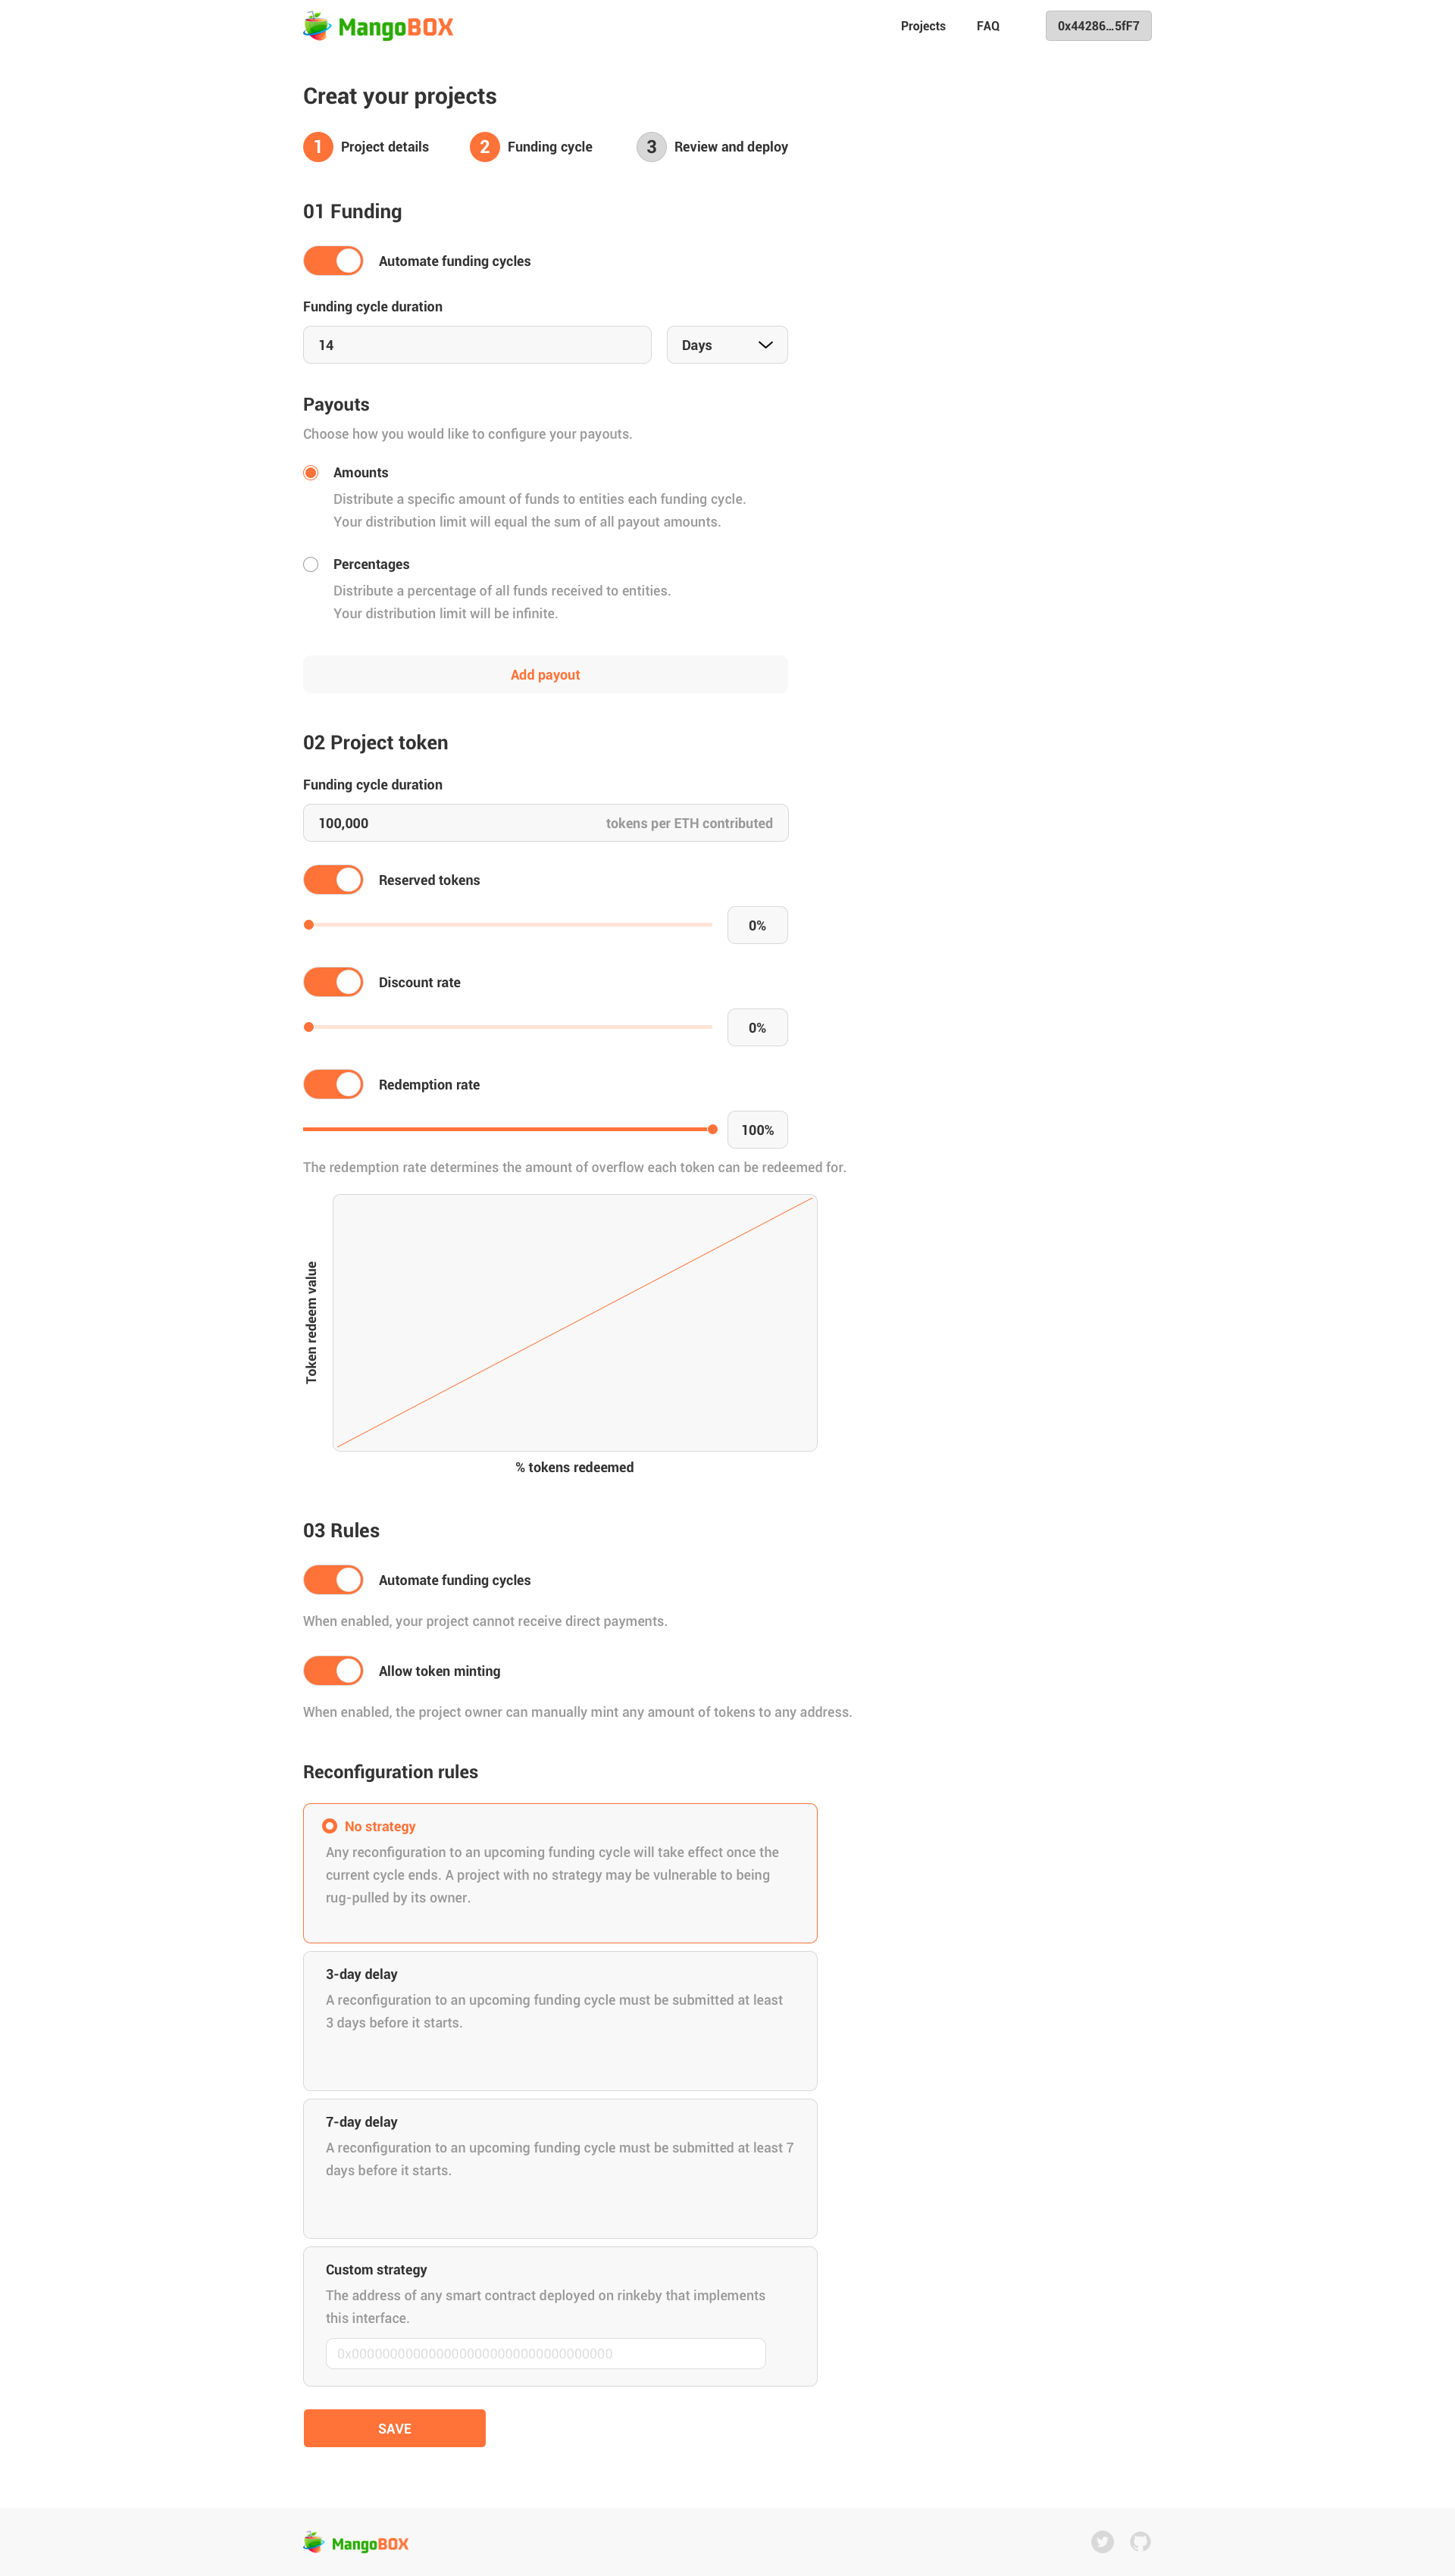 MangoBOX
Projects
FAQ
0x44286...5fF7
Creat your projects
1 Project details
2 Funding cycle
3 Review and deploy
01 Funding
Automate funding cycles
Funding cycle duration
14
Days
Payouts
Choose how you would like to configure your payouts.
Amounts
Distribute a specific amount of funds to entities each funding cycle.
Your distribution limit will equal the sum of all payout amounts.
Percentages
Distribute a percentage of all funds received to entities.
Your distribution limit will be infinite.
Add payout
02 Project token
Funding cycle duration
100,000 tokens per ETH contributed
Reserved tokens
0%
Discount rate
0%
Redemption rate
100%
The redemption rate determines the amount of overflow each token can be redeemed for.
Token redeem value
% tokens redeemed
03 Rules
Automate funding cycles
When enabled, your project cannot receive direct payments.
Allow token minting
When enabled, the project owner can manually mint any amount of tokens to any address.
Reconfiguration rules
No strategy
Any reconfiguration to an upcoming funding cycle will take effect once the
current cycle ends. A project with no strategy may be vulnerable to being
rug-pulled by its owner.
3-day delay
A reconfiguration to an upcoming funding cycle must be submitted at least
3 days before it starts.
7-day delay
A reconfiguration to an upcoming funding cycle must be submitted at least 7
days before it starts.
Custom strategy
The address of any smart contract deployed on rinkeby that implements
this interface.
SAVE
MangoBOX